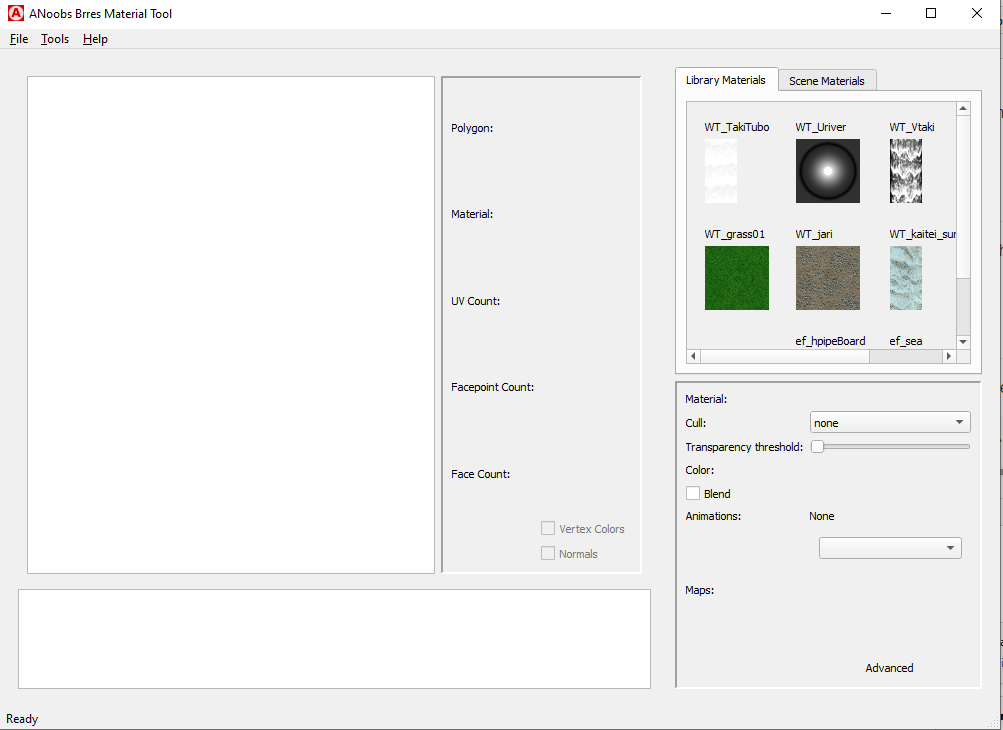 ANoobs Brres Material Tool
File Tools Help
Polygon:
Material:
UV Count:
Facepoint Count:
Face Count:
Vertex Colors
Normals
Library Materials Scene Materials
WT_TakiTubo WT_Uriver WT_Vtaki
WT_grass01 WT_jari WT_kaitei_sur
ef_hpipeBoard ef_sea
Material:
Cull: none
Transparency threshold:
Color:
Blend
Animations: None
Maps:
Advanced
Ready